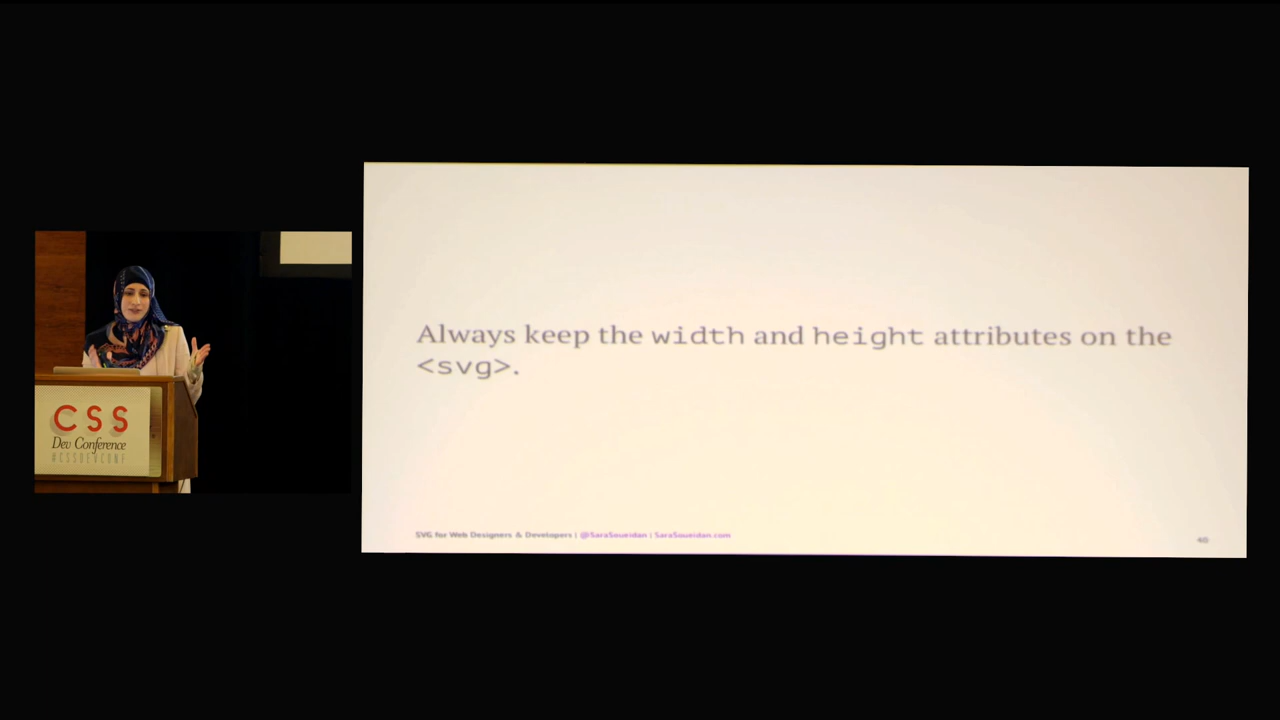 CSS
Dev Conference
#CSSDEVCONF
Always keep the width and height attributes on the
<svg>.
SVG for Web Designers & Developers | @SaraSoueidan | SaraSoueidan.com